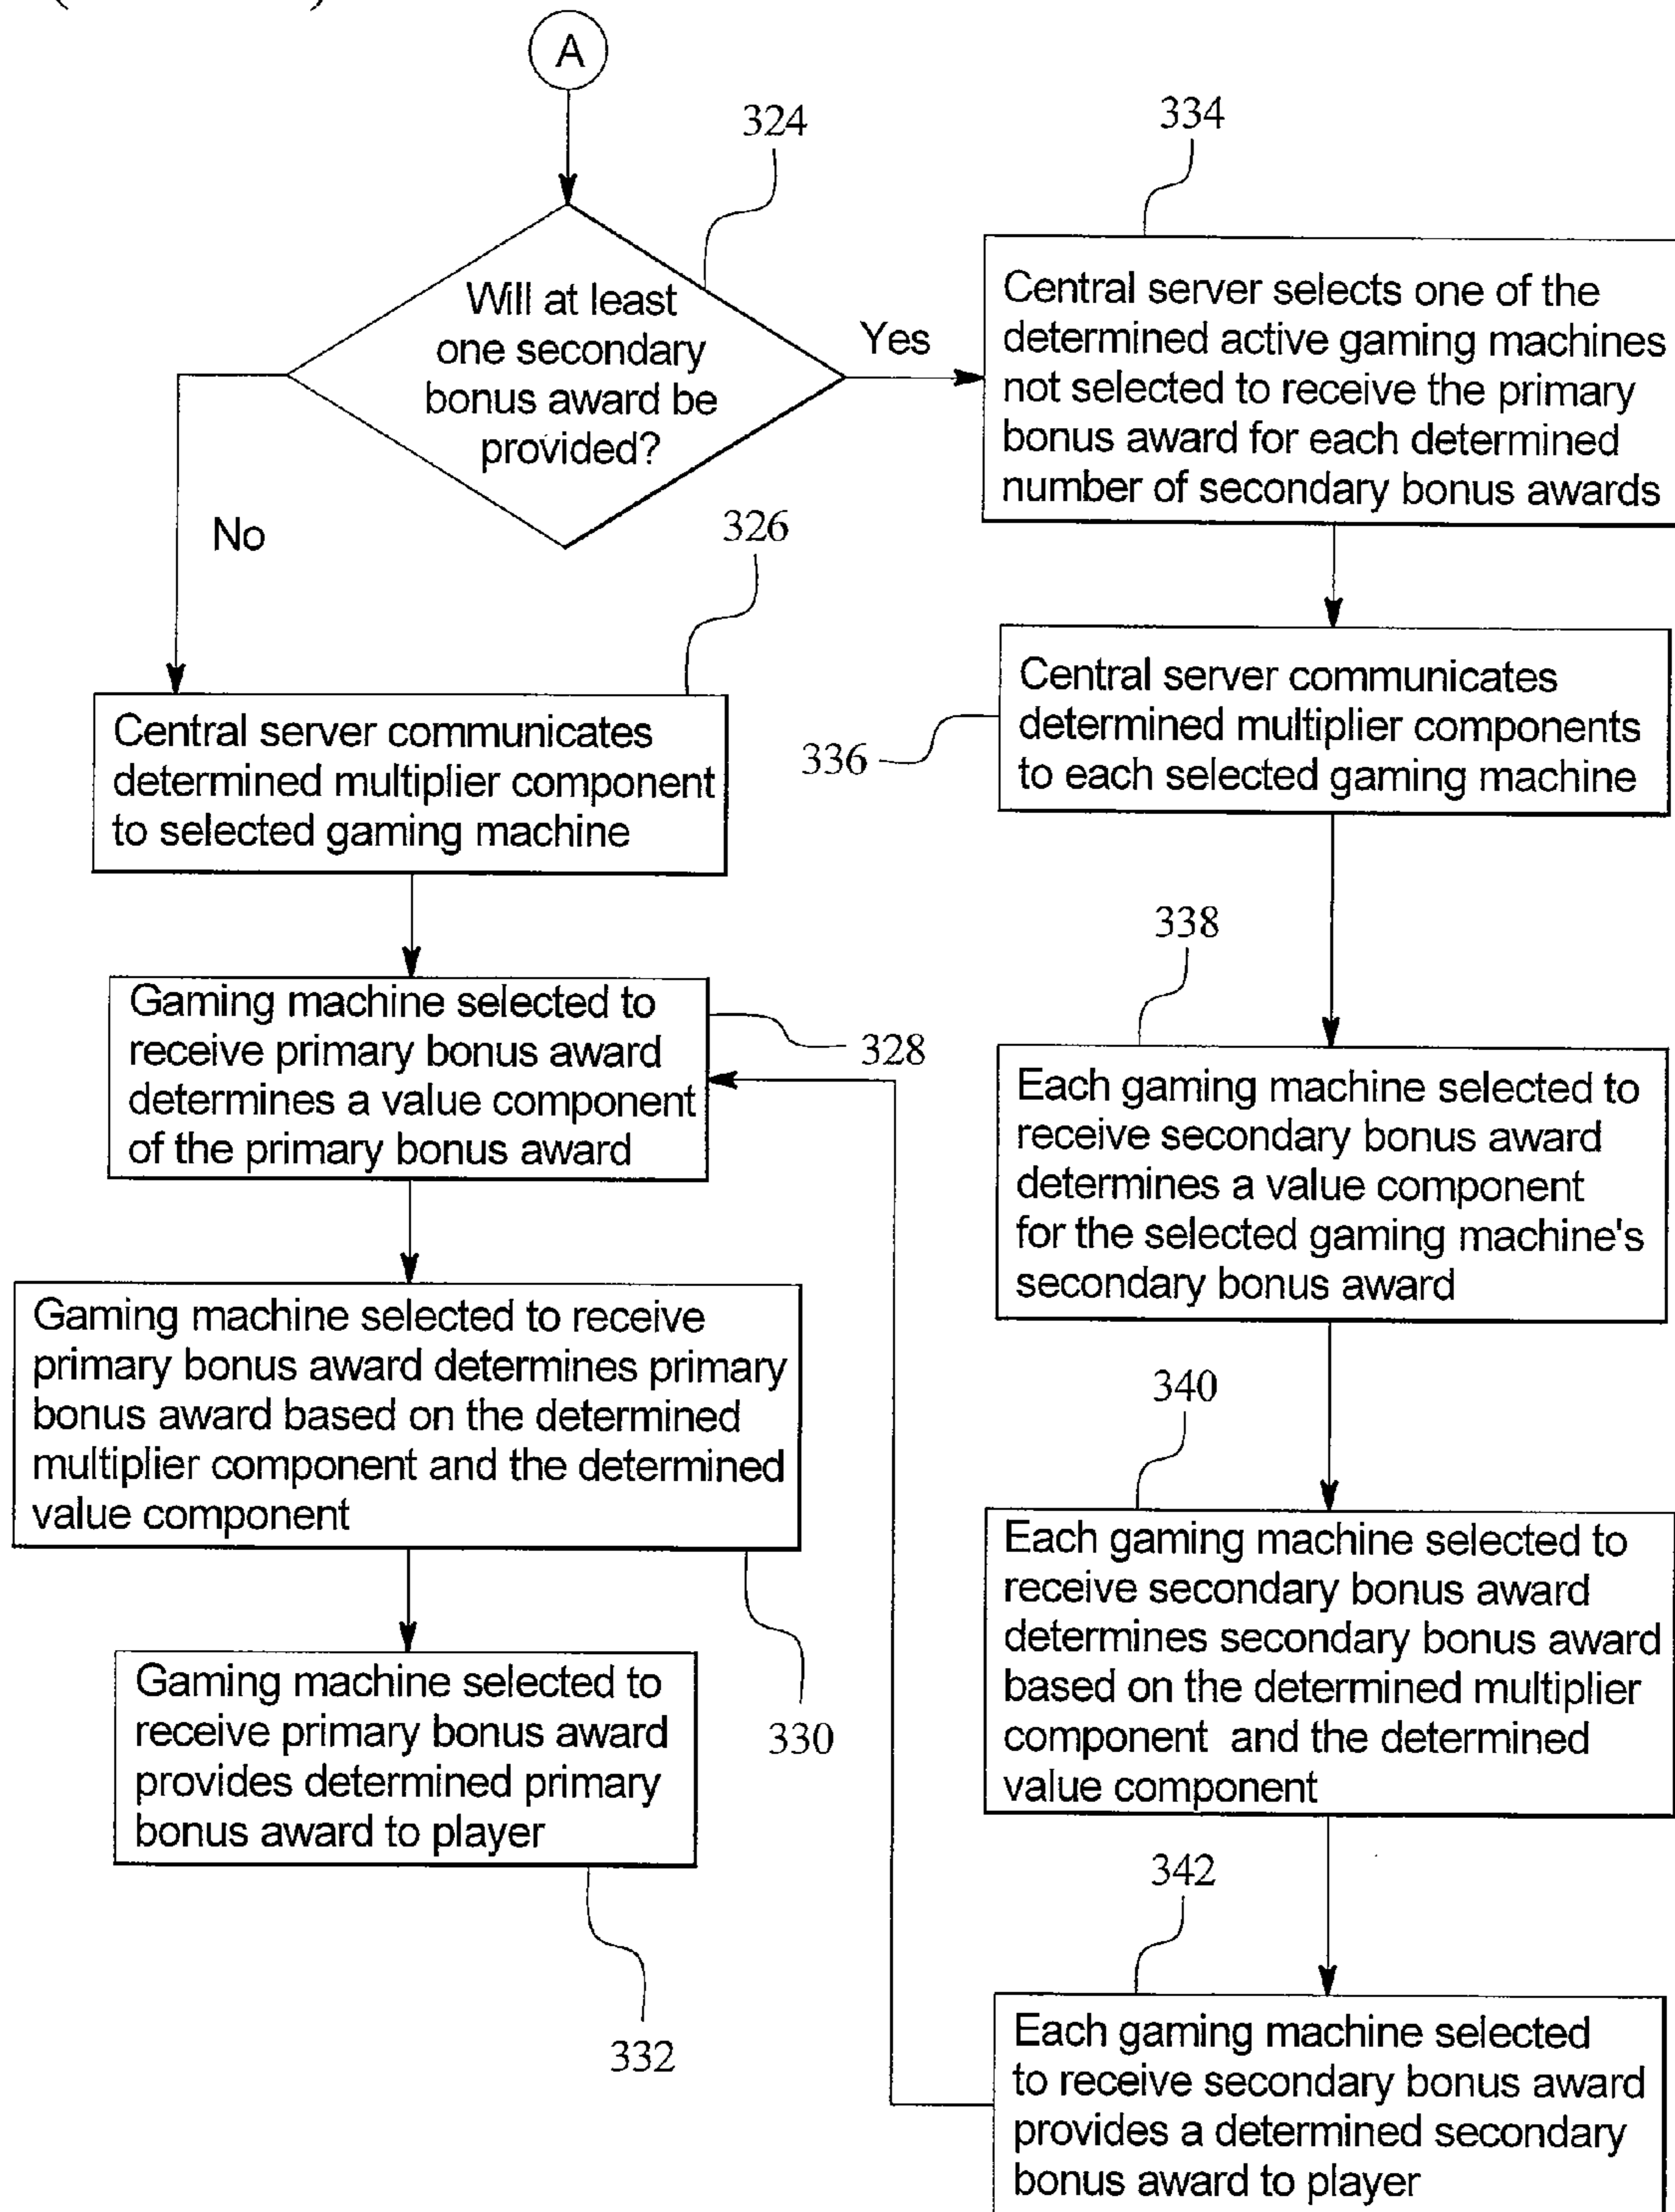 A
324
Will at least
one secondary
bonus award be
provided?
Yes
No
334
Central server selects one of the
determined active gaming machines
not selected to receive the primary
bonus award for each determined
number of secondary bonus awards
326
Central server communicates
determined multiplier component
to selected gaming machine
336
Central server communicates
determined multiplier components
to each selected gaming machine
328
Gaming machine selected to
receive primary bonus award
determines a value component
of the primary bonus award
338
Each gaming machine selected to
receive secondary bonus award
determines a value component
for the selected gaming machine's
secondary bonus award
Gaming machine selected to receive
primary bonus award determines primary
bonus award based on the determined
multiplier component and the determined
value component
330
340
Each gaming machine selected to
receive secondary bonus award
determines secondary bonus award
based on the determined multiplier
component and the determined
value component
Gaming machine selected to
receive primary bonus award
provides determined primary
bonus award to player
332
342
Each gaming machine selected
to receive secondary bonus award
provides a determined secondary
bonus award to player